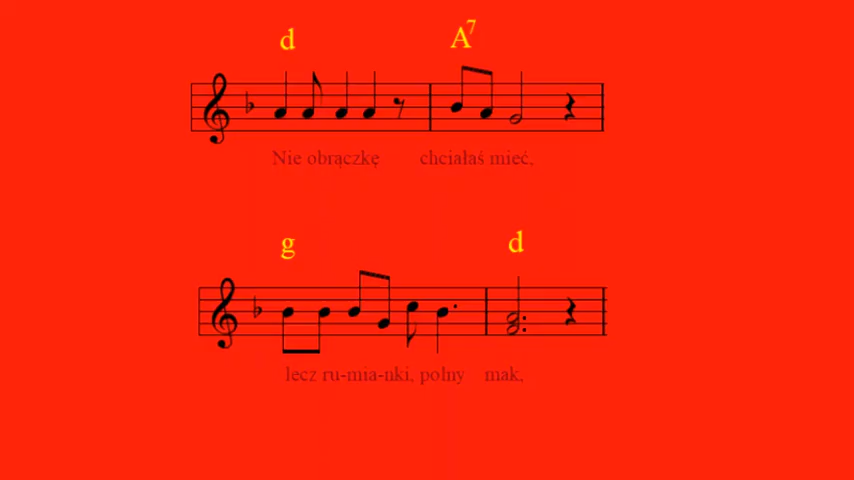 d A7
Nie obrączkę chciałaś mieć,
g d
lecz ru-mia-nki, polny mak,